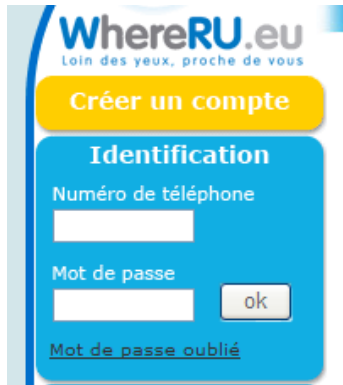 WhereRU.eu
Loin des yeux, proche de vous
Créer un compte
Identification
Numéro de téléphone
Mot de passe
ok
Mot de passe oublié